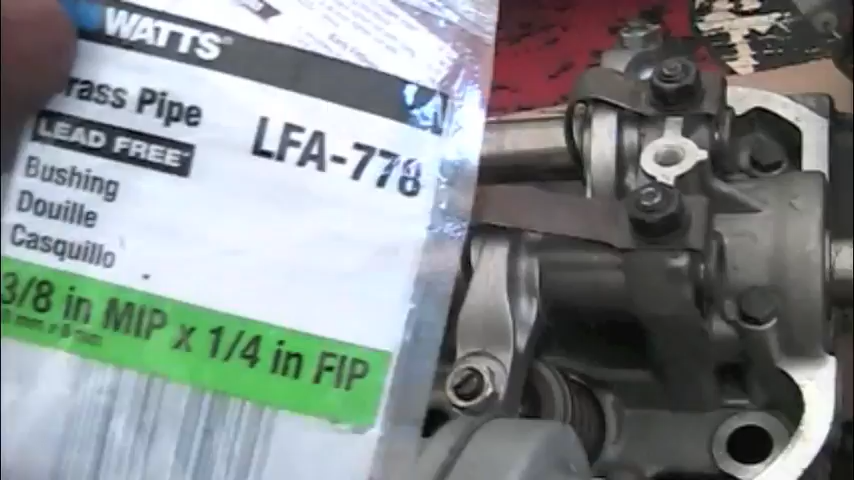 WATTS®
rass Pipe
LEAD FREE*
LFA-778
Bushing
Douille
Casquillo
3/8 in MIP x 1/4 in FIP